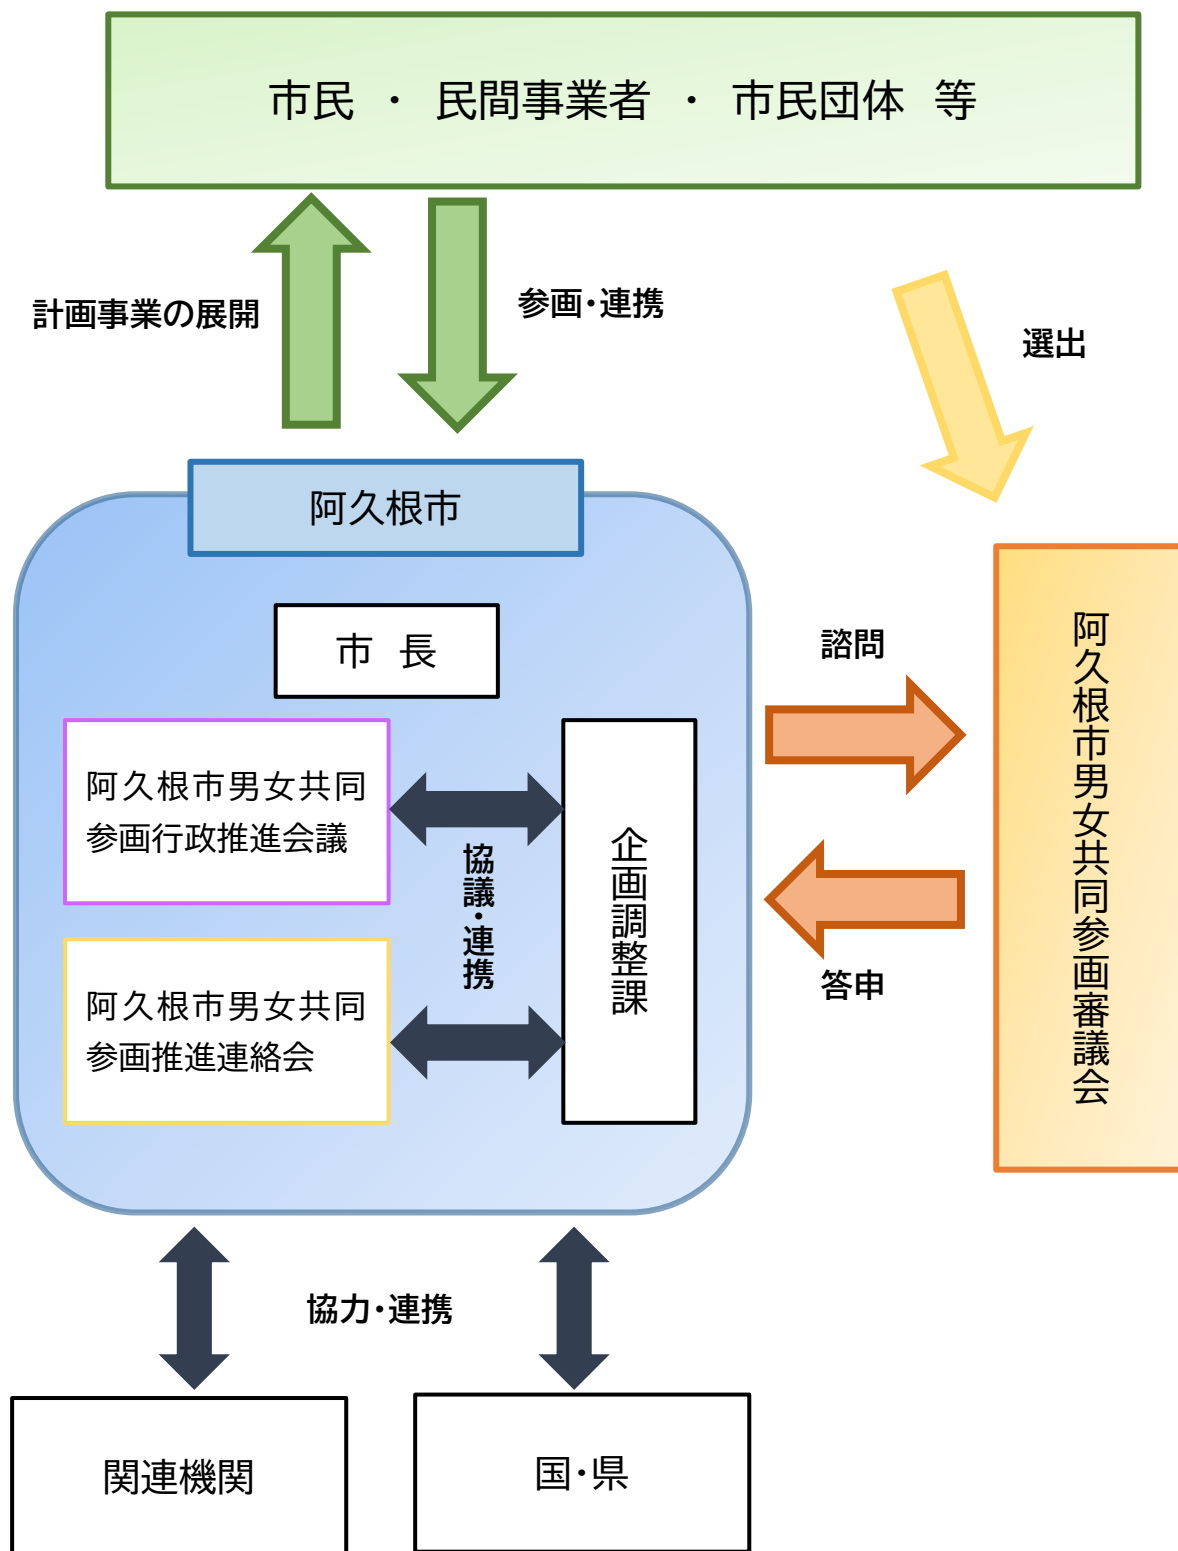 市民 ・ 民間事業者 ・ 市民団体 等
計画事業の展開
参画・連携
選出
阿久根市
市 長
阿久根市男女共同
参画行政推進会議
協議・連携
企画調整課
阿久根市男女共同
参画推進連絡会
諮問
答申
阿久根市男女共同参画審議会
協力・連携
関連機関
国・県